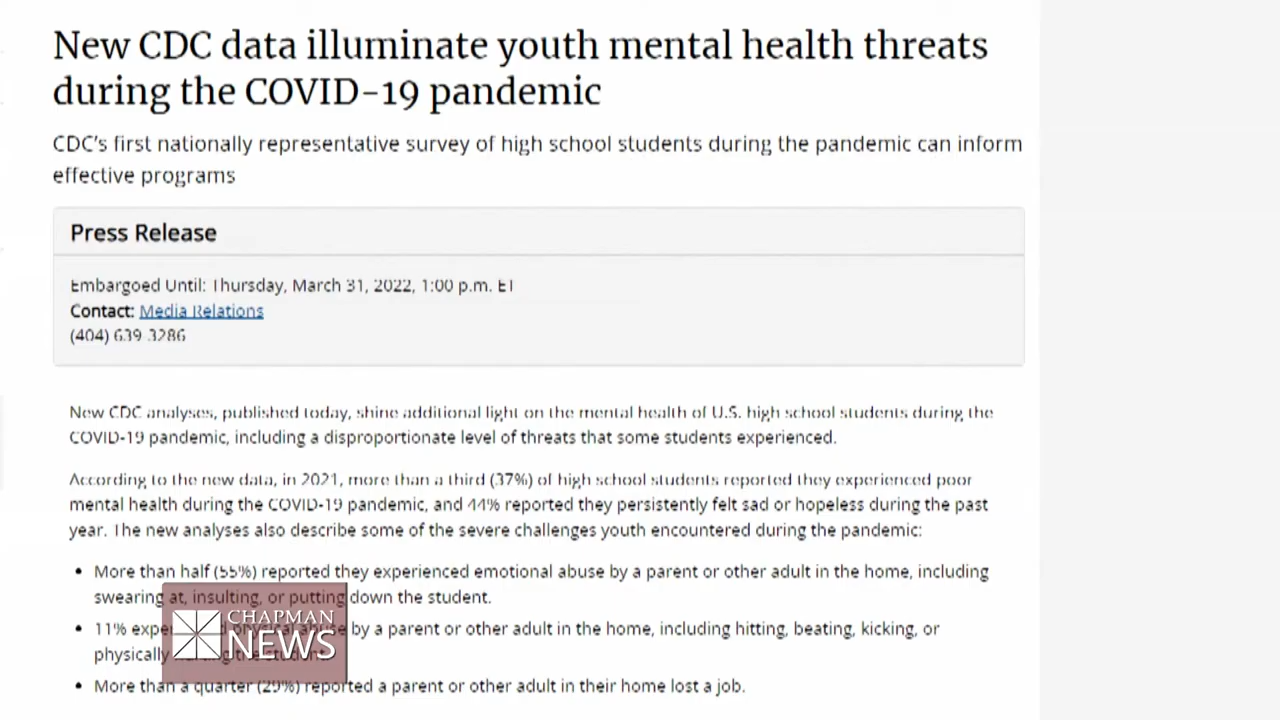 New CDC data illuminate youth mental health threats
during the COVID-19 pandemic
CDC's first nationally representative survey of high school students during the pandemic can inform
effective programs
Press Release
Embargoed Until: Thursday, March 31, 2022, 1:00 p.m. ET
Contact: Media Relations
(404) 639-3286
New CDC analyses, published today, shine additional light on the mental health of U.S. high school students during the
COVID-19 pandemic, including a disproportionate level of threats that some students experienced.
According to the new data, in 2021, more than a third (37%) of high school students reported they experienced poor
mental health during the COVID-19 pandemic, and 44% reported they persistently felt sad or hopeless during the past
year. The new analyses also describe some of the severe challenges youth encountered during the pandemic:
• More than half (55%) reported they experienced emotional abuse by a parent or other adult in the home, including
swearing at, insulting, or putting down the student.
• 11% physical abuse by a parent or other adult in the home, including hitting, beating, kicking, or
physically the student.
• More than a quarter (29%) reported a parent or other adult in their home lost a job.
CHAPMAN
NEWS